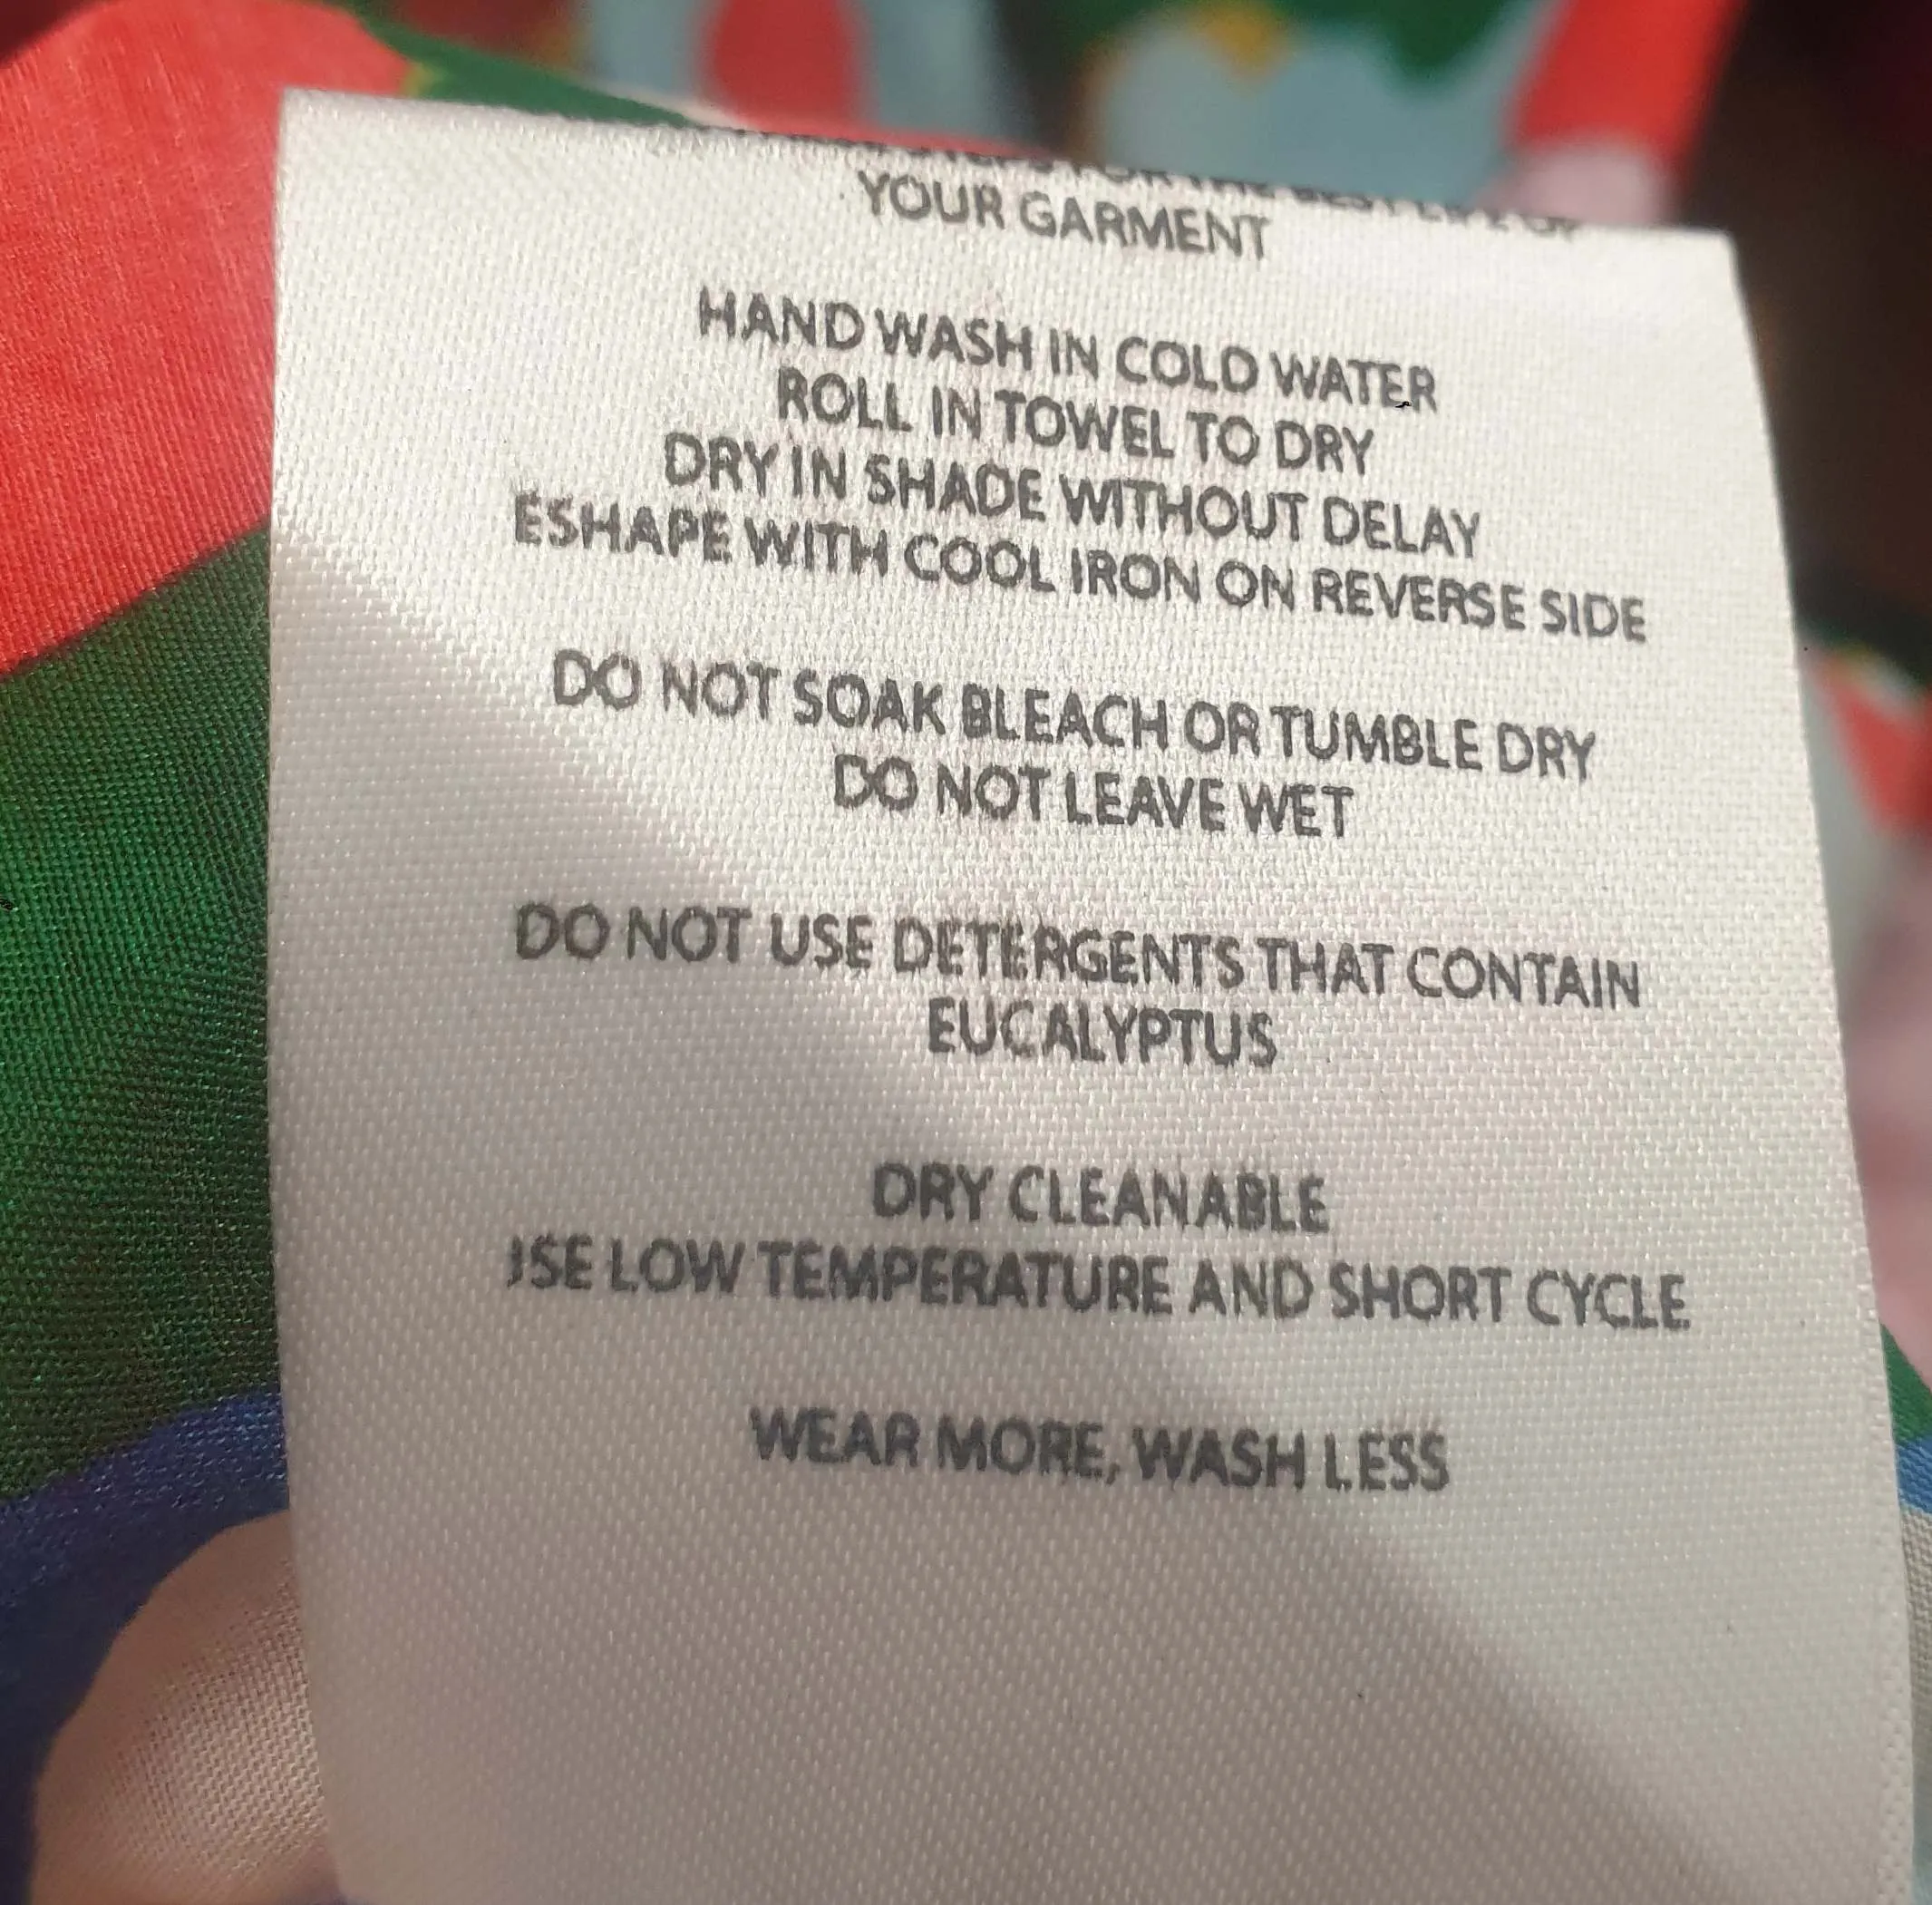 YOUR GARMENT
HAND WASH IN COLD WATER
ROLL IN TOWEL TO DRY
DRY IN SHADE WITHOUT DELAY
ESHAPE WITH COOL IRON ON REVERSE SIDE
DO NOT SOAK BLEACH OR TUMBLE DRY
DO NOT LEAVE WET
DO NOT USE DETERGENTS THAT CONTAIN
EUCALYPTUS
DRY CLEANABLE
USE LOW TEMPERATURE AND SHORT CYCLE
WEAR MORE, WASH LESS